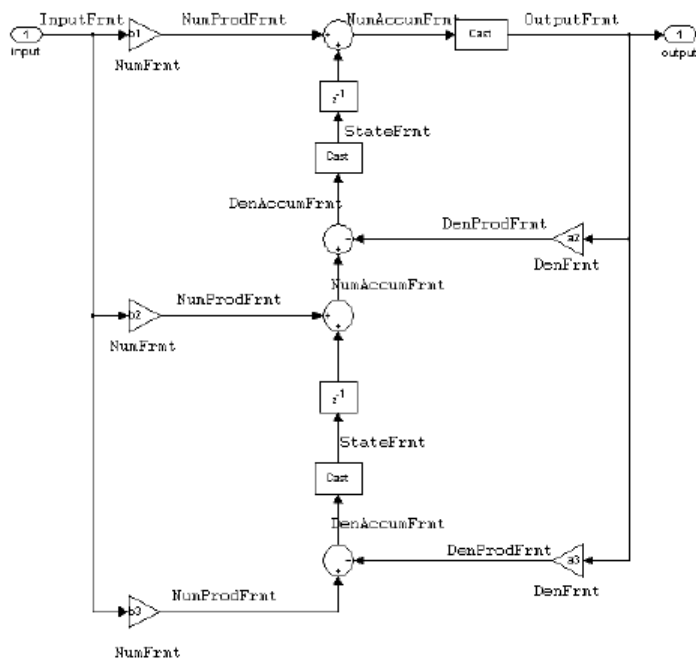 InputFrmt NumProdFrmt NumAccumFrmt OutputFrmt
1 b1 Cast 1
input output
NumFrmt
z⁻¹
StateFrmt
Cast
DenAccumFrmt DenProdFrmt
a2
DenFrmt
NumAccumFrmt
NumProdFrmt
b2
NumFrmt
z⁻¹
StateFrmt
Cast
DenAccumFrmt
DenProdFrmt
a3
NumProdFrmt DenFrmt
b3
NumFrmt